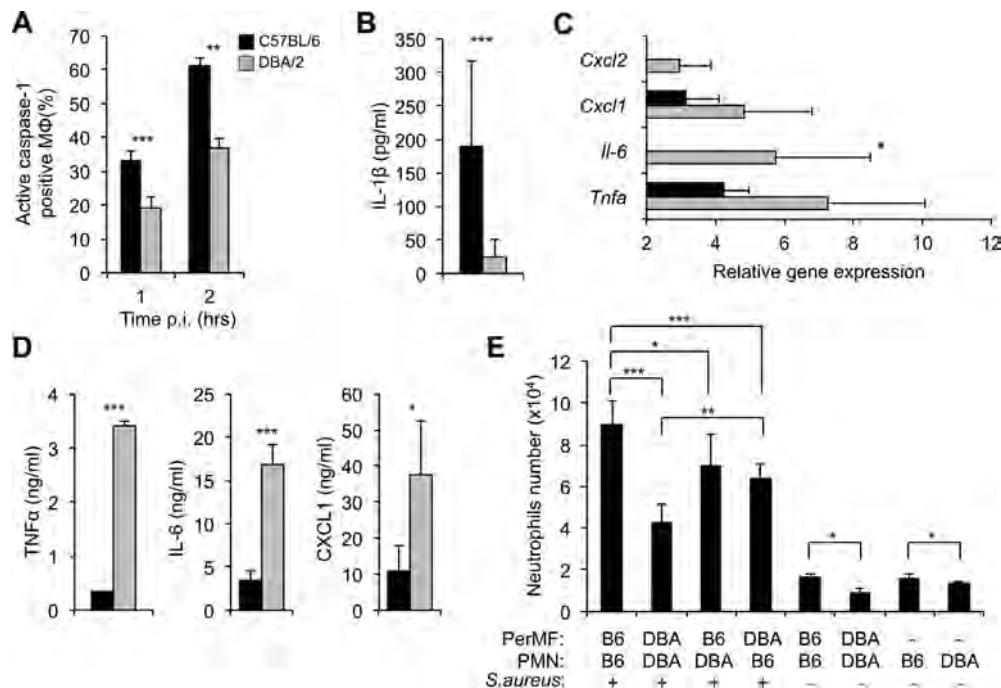 A
Active caspase-1
positive MΦ(%)
70
60
50
40
30
20
10
0
***
**
C57BL/6
DBA/2
1 2
Time p.i. (hrs)
B
IL-1β (pg/ml)
350
300
250
200
150
100
50
0
***
C
Cxcl2
Cxcl1
Il-6
Tnfa
*
2 4 6 8 10 12
Relative gene expression
D
TNFα (ng/ml)
4
3
2
1
0
***
IL-6 (ng/ml)
25
20
15
10
5
0
***
CXCL1 (ng/ml)
60
50
40
30
20
10
0
*
E
Neutrophils number (x10⁴)
12
10
8
6
4
2
0
***
*
***
**
*
*
PerMF: B6 DBA B6 DBA B6 DBA – –
PMN: B6 DBA DBA B6 B6 DBA B6 DBA
S.aureus: + + + + – – – –